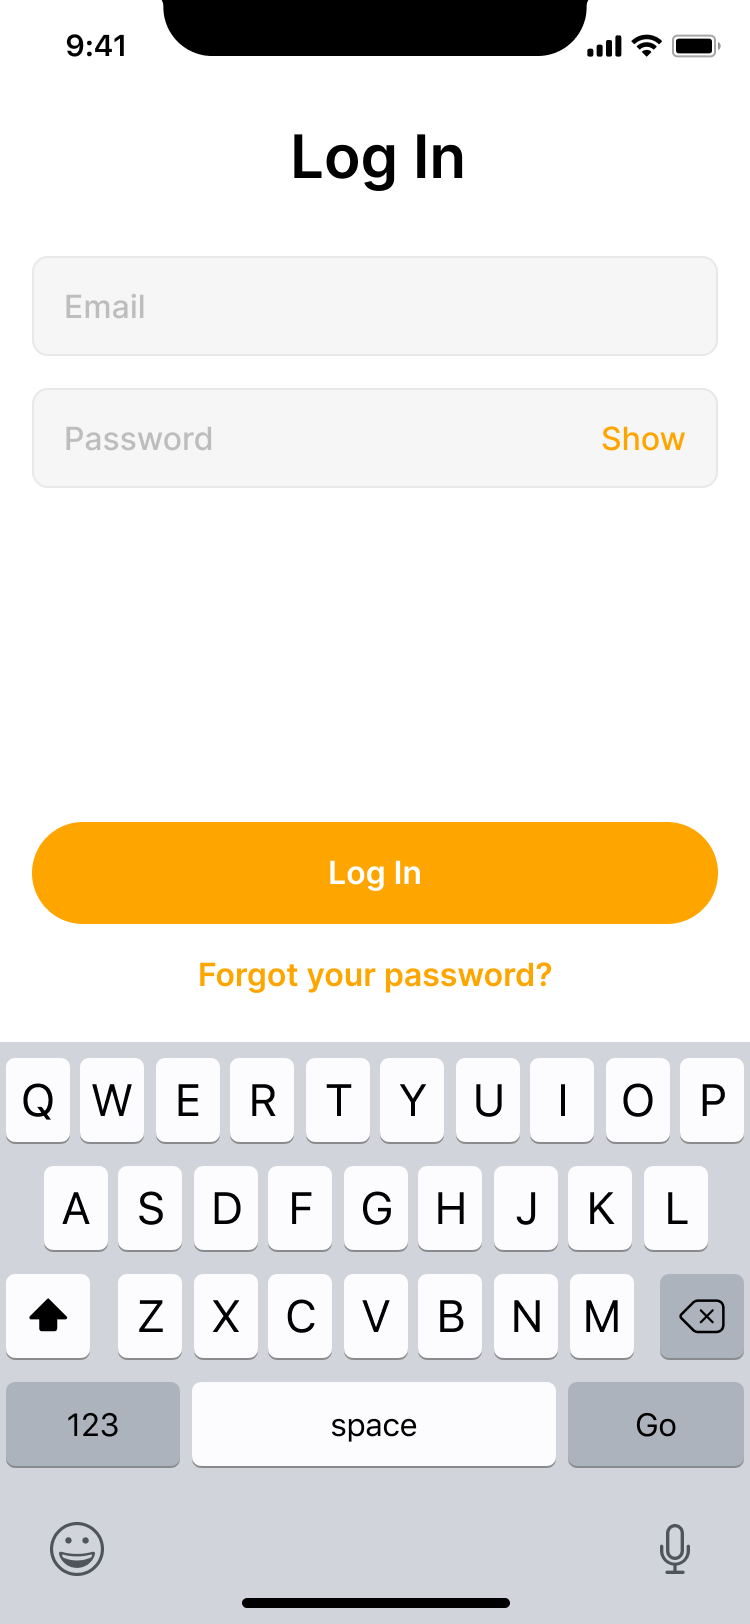 9:41
Log In
Email
Password Show
Log In
Forgot your password?
Q W E R T Y U I O P
A S D F G H J K L
Z X C V B N M
123 space Go